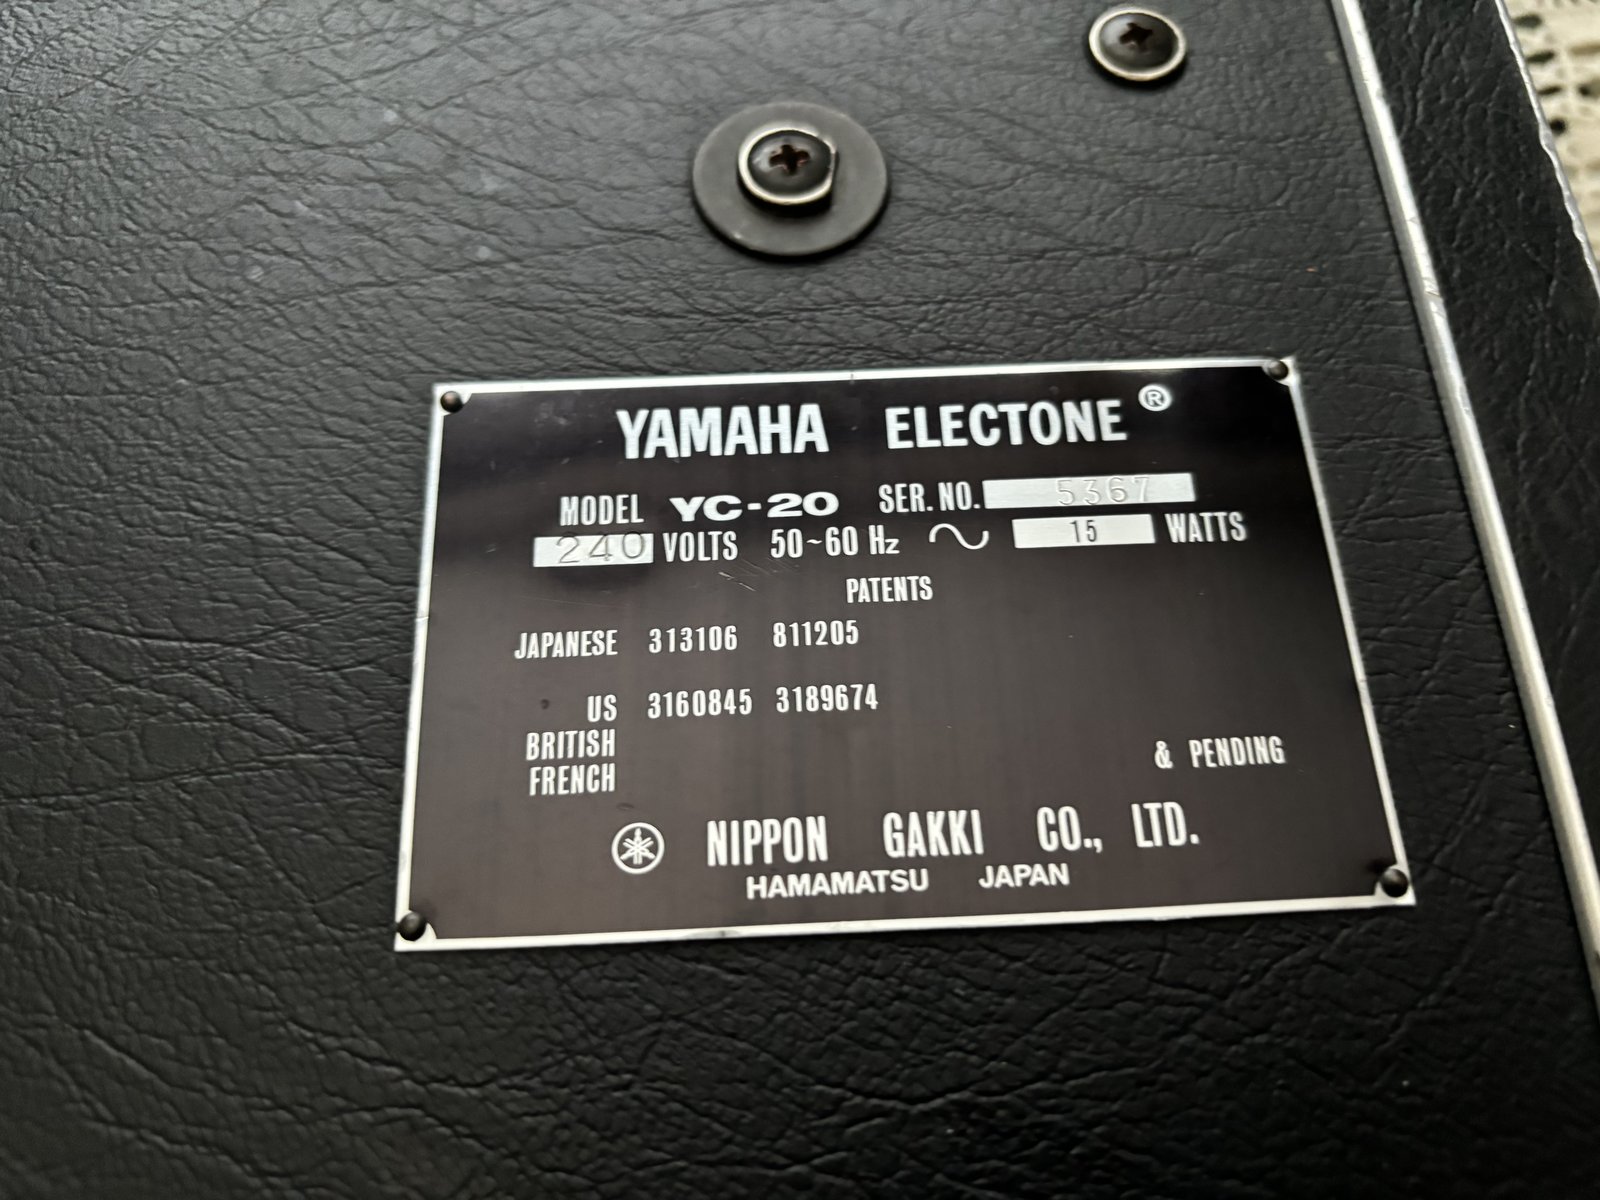 YAMAHA ELECTONE ®
MODEL YC-20 SER. NO. 5367
240 VOLTS 50~60 Hz 15 WATTS
PATENTS
JAPANESE 313106 811205
US 3160845 3189674
BRITISH
FRENCH & PENDING
NIPPON GAKKI CO., LTD.
HAMAMATSU JAPAN